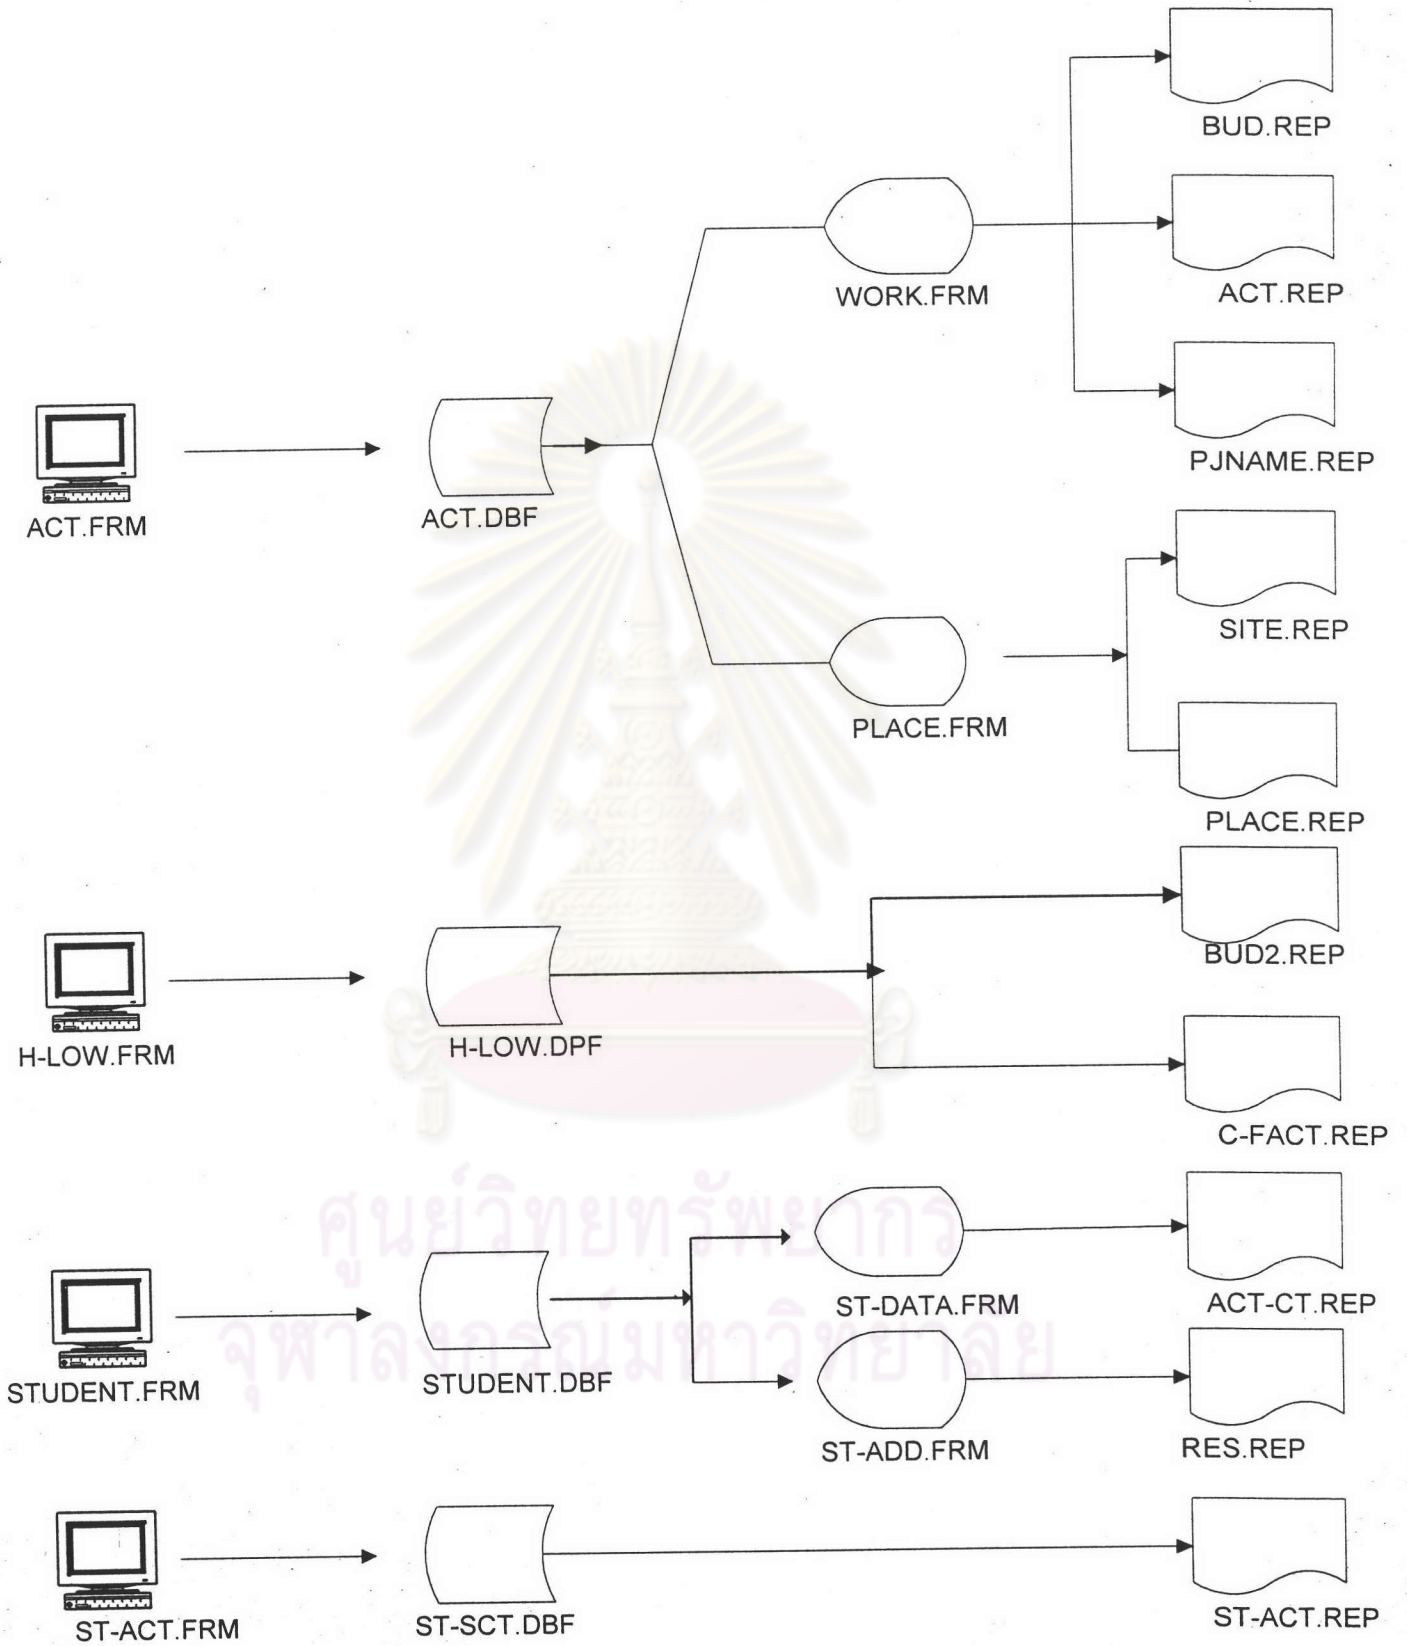 BUD.REP
WORK.FRM
ACT.REP
PJNAME.REP
ACT.FRM
ACT.DBF
SITE.REP
PLACE.FRM
PLACE.REP
BUD2.REP
H-LOW.FRM
H-LOW.DPF
C-FACT.REP
ศูนย์วิทยทรัพยากร
จุฬาลงกรณ์มหาวิทยาลัย
ST-DATA.FRM
ACT-CT.REP
STUDENT.FRM
STUDENT.DBF
ST-ADD.FRM
RES.REP
ST-ACT.FRM
ST-SCT.DBF
ST-ACT.REP